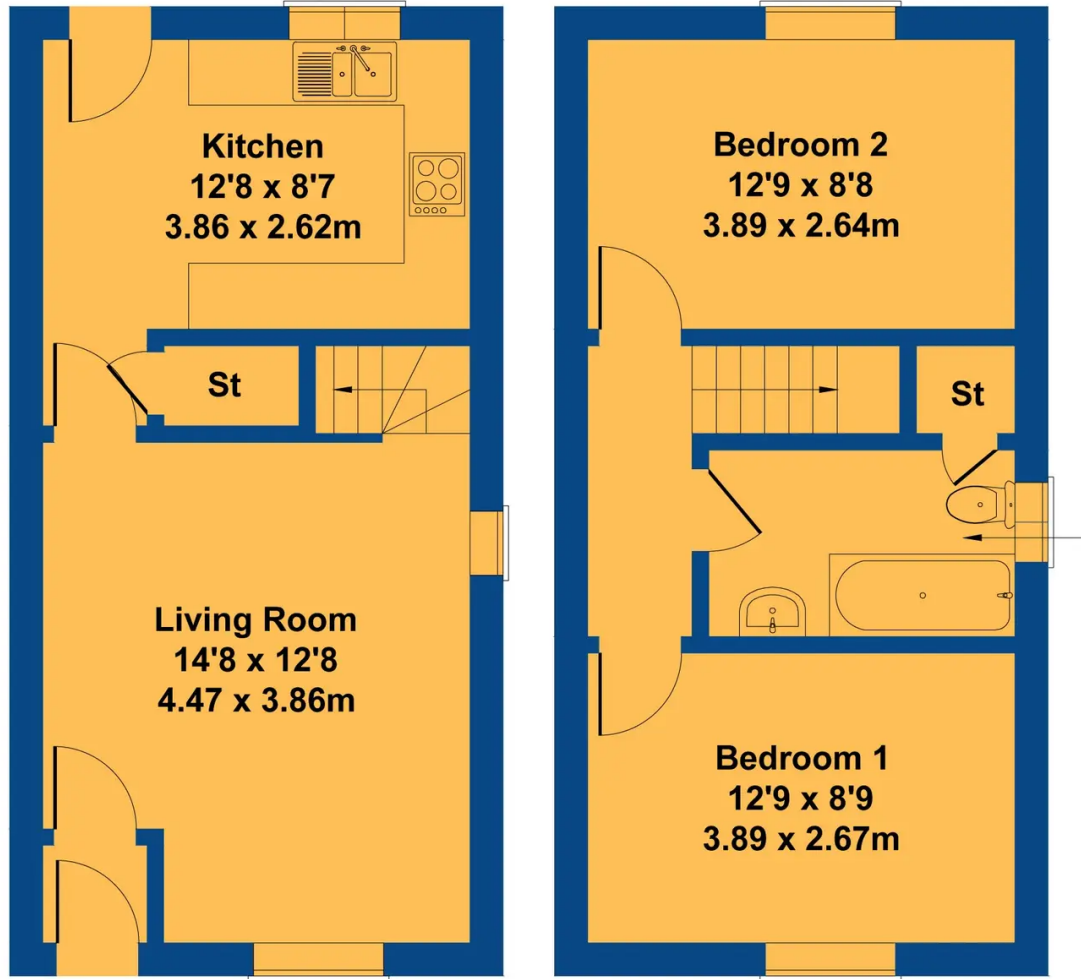 Kitchen
12'8 x 8'7
3.86 x 2.62m
St
Living Room
14'8 x 12'8
4.47 x 3.86m
Bedroom 2
12'9 x 8'8
3.89 x 2.64m
St
Bedroom 1
12'9 x 8'9
3.89 x 2.67m